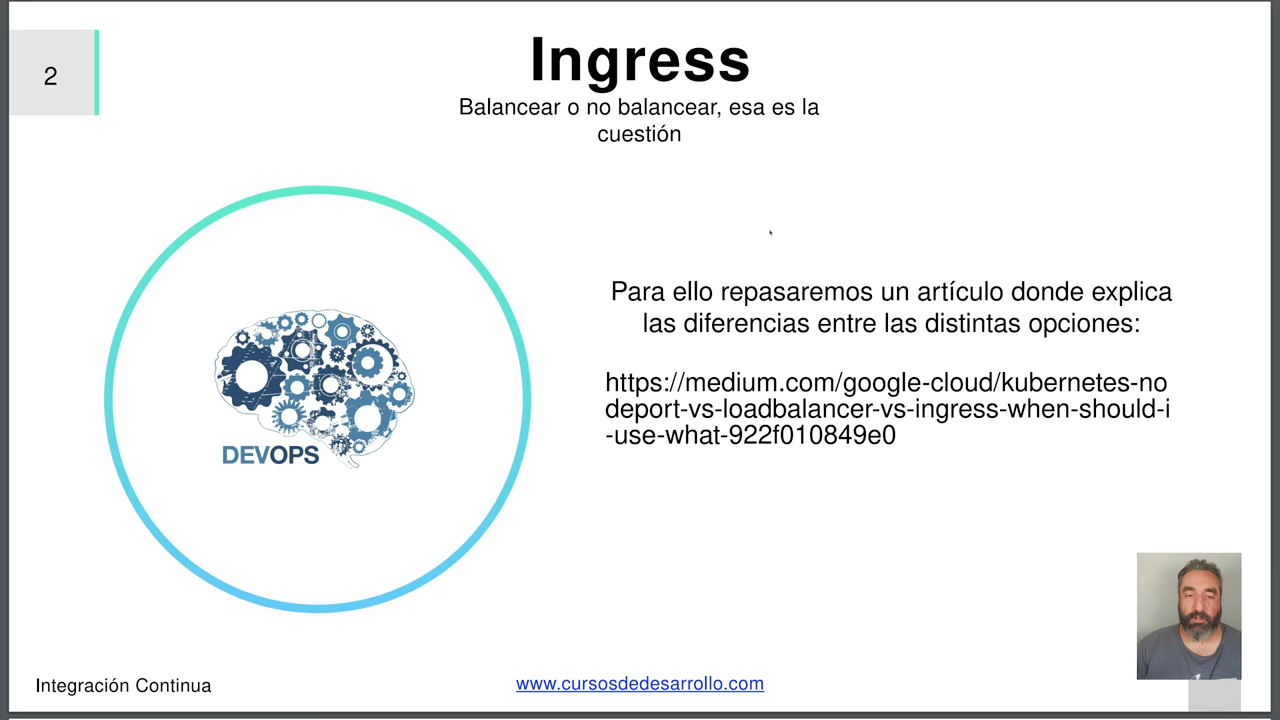 2
Ingress
Balancear o no balancear, esa es la
cuestión
Para ello repasaremos un artículo donde explica
las diferencias entre las distintas opciones:
https://medium.com/google-cloud/kubernetes-no
deport-vs-loadbalancer-vs-ingress-when-should-i
-use-what-922f010849e0
DEVOPS
Integración Continua
www.cursosdedesarrollo.com